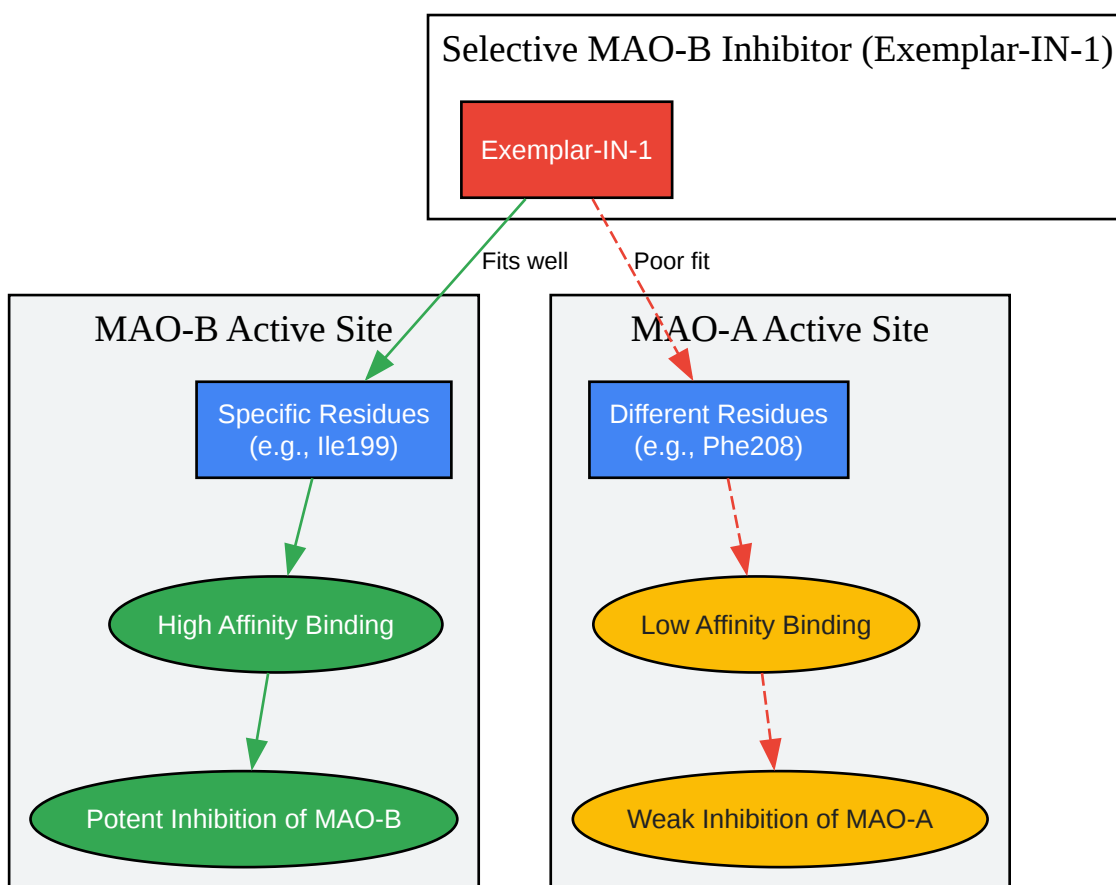 Selective MAO-B Inhibitor (Exemplar-IN-1)
Exemplar-IN-1
Fits well
Poor fit
MAO-B Active Site
MAO-A Active Site
Specific Residues
(e.g., Ile199)
Different Residues
(e.g., Phe208)
High Affinity Binding
Low Affinity Binding
Potent Inhibition of MAO-B
Weak Inhibition of MAO-A